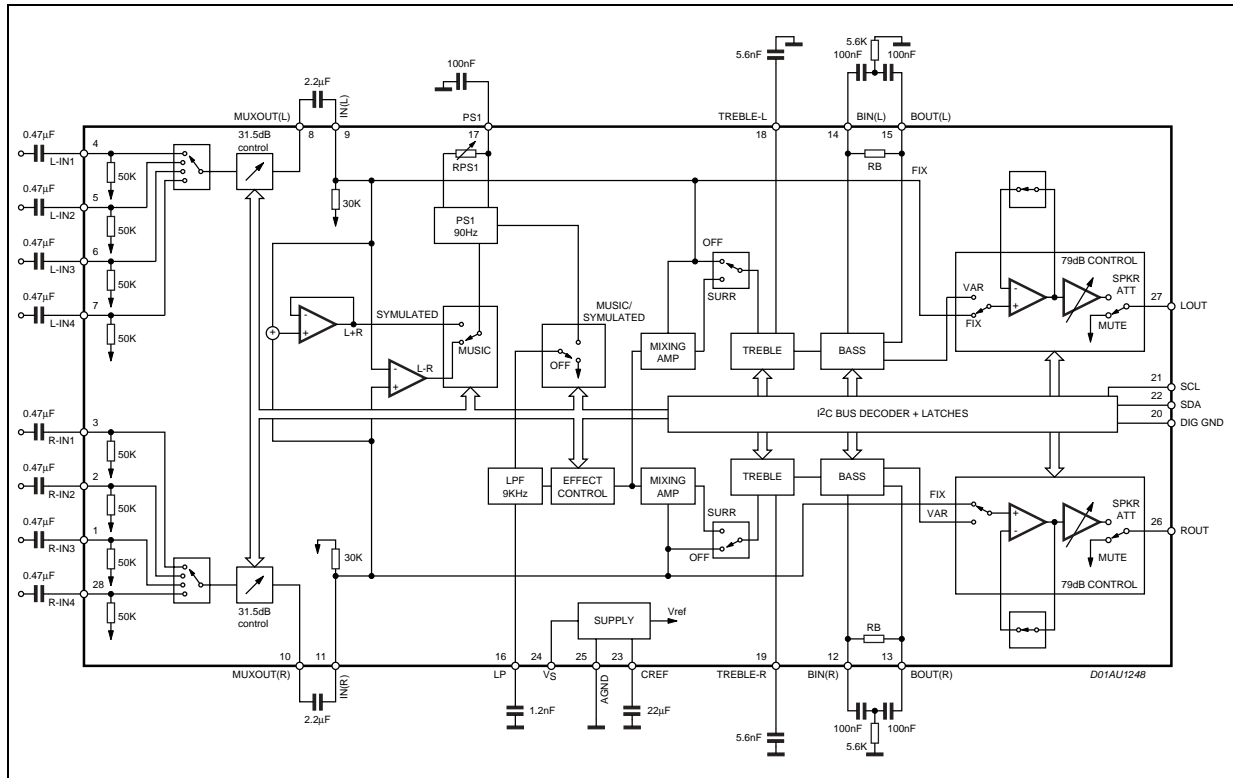 5.6K
5.6nF
100nF
100nF
100nF
2.2µF
IN(L)
MUXOUT(L)
PS1
TREBLE-L
BIN(L)
BOUT(L)
8
9
17
18
14
15
0.47µF
4
L-IN1
50K
31.5dB
control
RPS1
RB
FIX
30K
0.47µF
5
L-IN2
50K
PS1
90Hz
0.47µF
6
L-IN3
50K
OFF
SURR
79dB CONTROL
SPKR
ATT
VAR
FIX
MUTE
27
LOUT
0.47µF
7
L-IN4
50K
SYMULATED
L+R
MUSIC/
SYMULATED
MUSIC
OFF
L-R
MIXING
AMP
TREBLE
BASS
21
SCL
22
SDA
20
DIG GND
I2C BUS DECODER + LATCHES
0.47µF
3
R-IN1
50K
0.47µF
2
R-IN2
50K
LPF
9KHz
EFFECT
CONTROL
MIXING
AMP
TREBLE
BASS
SURR
OFF
FIX
VAR
SPKR
ATT
MUTE
26
ROUT
79dB CONTROL
0.47µF
1
R-IN3
50K
30K
0.47µF
28
R-IN4
50K
31.5dB
control
SUPPLY
Vref
RB
10
11
16
24
25
23
19
12
13
MUXOUT(R)
IN(R)
LP
VS
AGND
CREF
TREBLE-R
BIN(R)
BOUT(R)
D01AU1248
2.2µF
1.2nF
22µF
5.6nF
100nF
100nF
5.6K